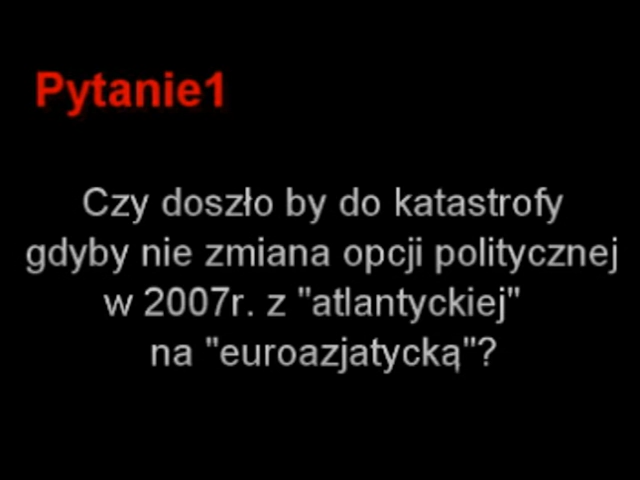 Pytanie1
Czy doszło by do katastrofy
gdyby nie zmiana opcji politycznej
w 2007r. z "atlantyckiej"
na "euroazjatycką"?